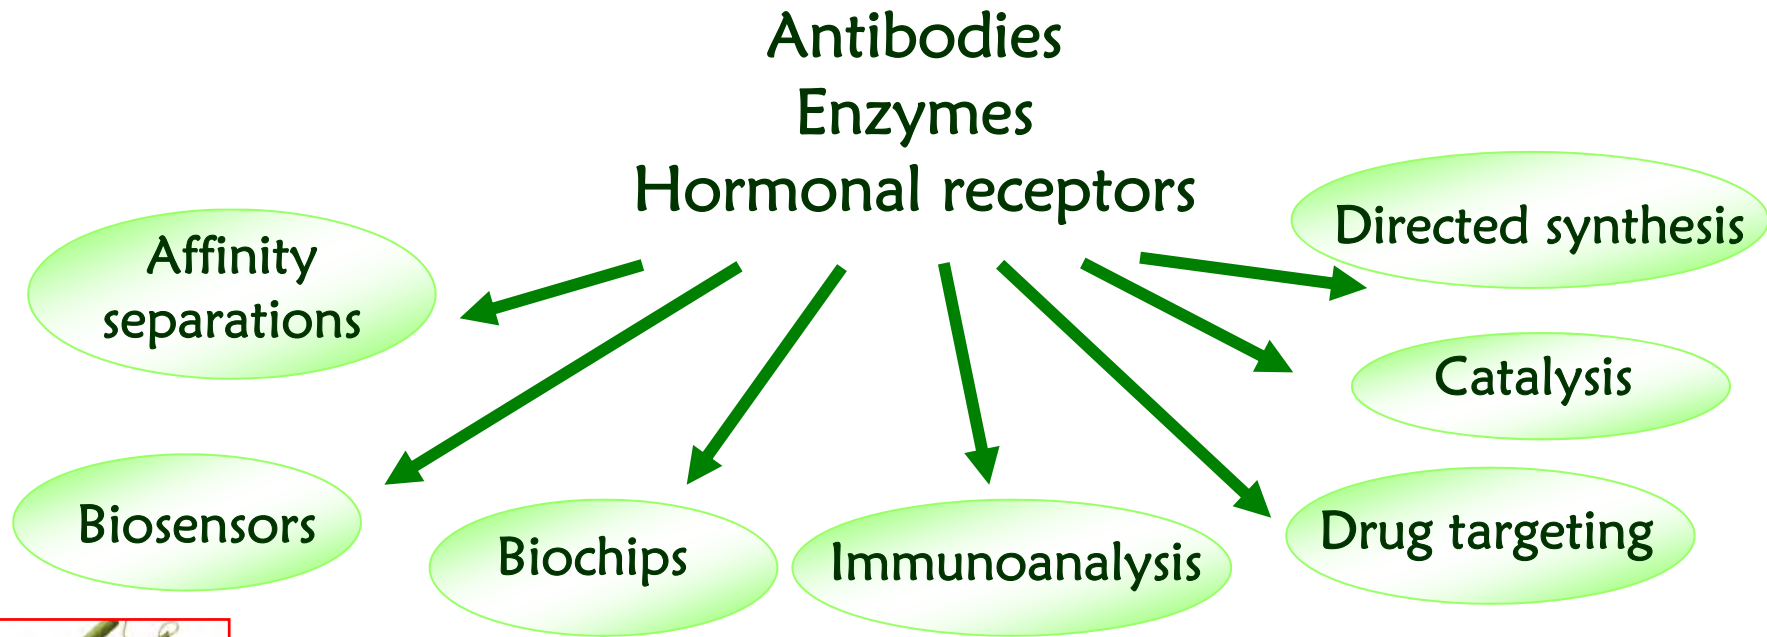 Antibodies
Enzymes
Hormonal receptors
Directed synthesis
Affinity
separations
Catalysis
Biosensors
Biochips
Immunoanalysis
Drug targeting